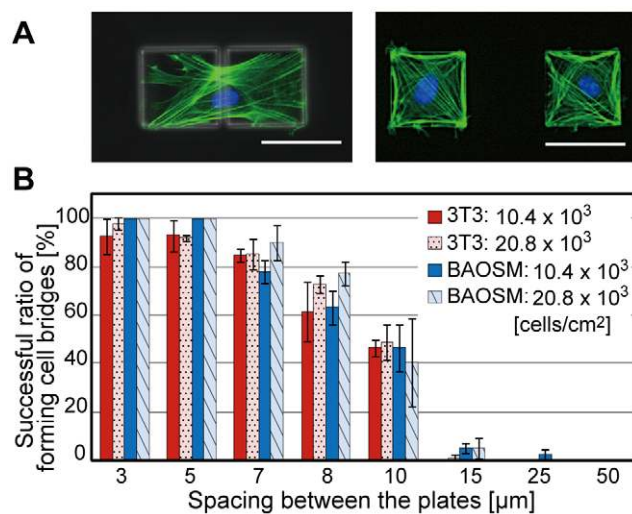 A
B
Successful ratio of
forming cell bridges [%]
100
80
60
40
20
0
3T3: 10.4 x 10³
3T3: 20.8 x 10³
BAOSM: 10.4 x 10³
BAOSM: 20.8 x 10³
[cells/cm²]
3 5 7 8 10 15 25 50
Spacing between the plates [µm]